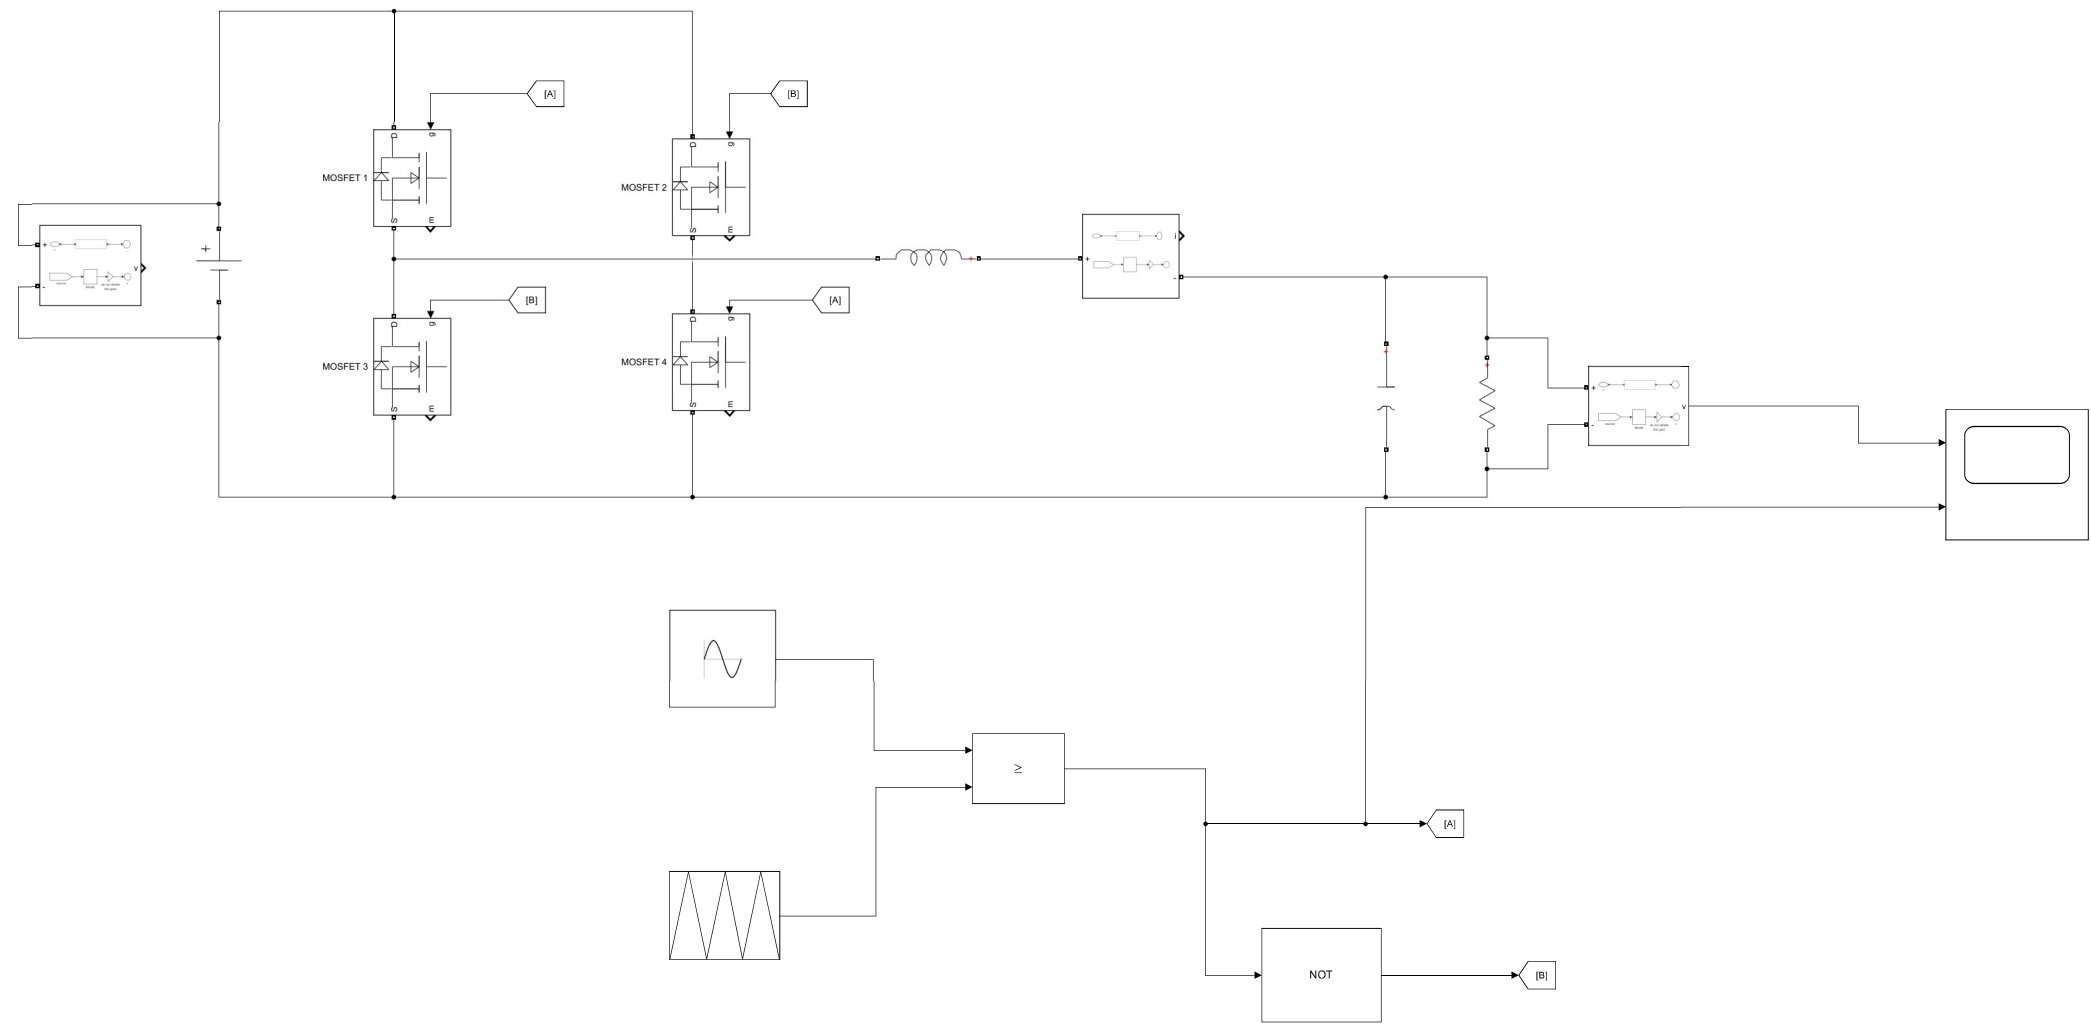 [A]
[B]
D
g
MOSFET 1
S
m
D
g
MOSFET 2
S
m
+
-
v
+
[B]
[A]
+
i
-
D
g
MOSFET 3
S
m
D
g
MOSFET 4
S
m
+
+
+
+
-
v
≥
[A]
NOT
[B]